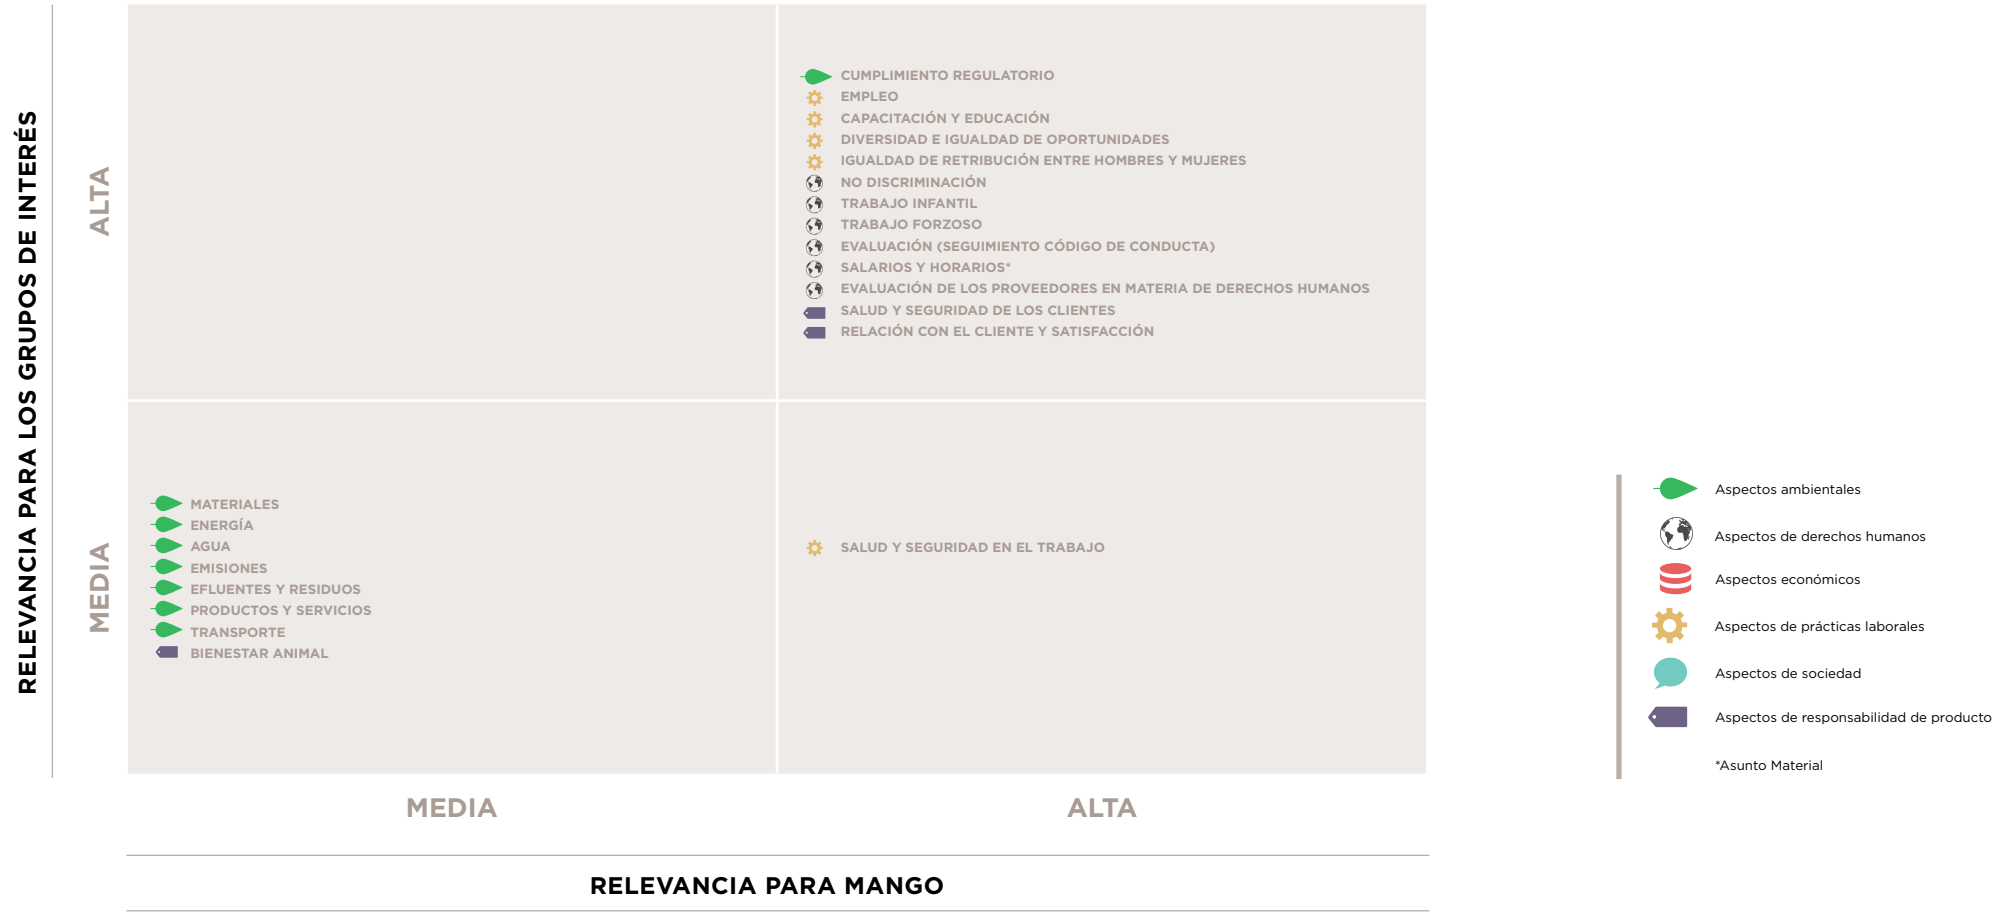 RELEVANCIA PARA LOS GRUPOS DE INTERÉS
ALTA
CUMPLIMIENTO REGULATORIO
EMPLEO
CAPACITACIÓN Y EDUCACIÓN
DIVERSIDAD E IGUALDAD DE OPORTUNIDADES
IGUALDAD DE RETRIBUCIÓN ENTRE HOMBRES Y MUJERES
NO DISCRIMINACIÓN
TRABAJO INFANTIL
TRABAJO FORZOSO
EVALUACIÓN (SEGUIMIENTO CÓDIGO DE CONDUCTA)
SALARIOS Y HORARIOS*
EVALUACIÓN DE LOS PROVEEDORES EN MATERIA DE DERECHOS HUMANOS
SALUD Y SEGURIDAD DE LOS CLIENTES
RELACIÓN CON EL CLIENTE Y SATISFACCIÓN
MEDIA
MATERIALES
ENERGÍA
AGUA
EMISIONES
EFLUENTES Y RESIDUOS
PRODUCTOS Y SERVICIOS
TRANSPORTE
BIENESTAR ANIMAL
SALUD Y SEGURIDAD EN EL TRABAJO
MEDIA
ALTA
RELEVANCIA PARA MANGO
Aspectos ambientales
Aspectos de derechos humanos
Aspectos económicos
Aspectos de prácticas laborales
Aspectos de sociedad
Aspectos de responsabilidad de producto
*Asunto Material